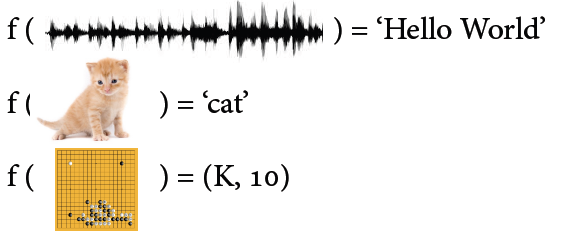 f ( ) = ‘Hello World’
f ( ) = ‘cat’
f ( ) = (K, 10)